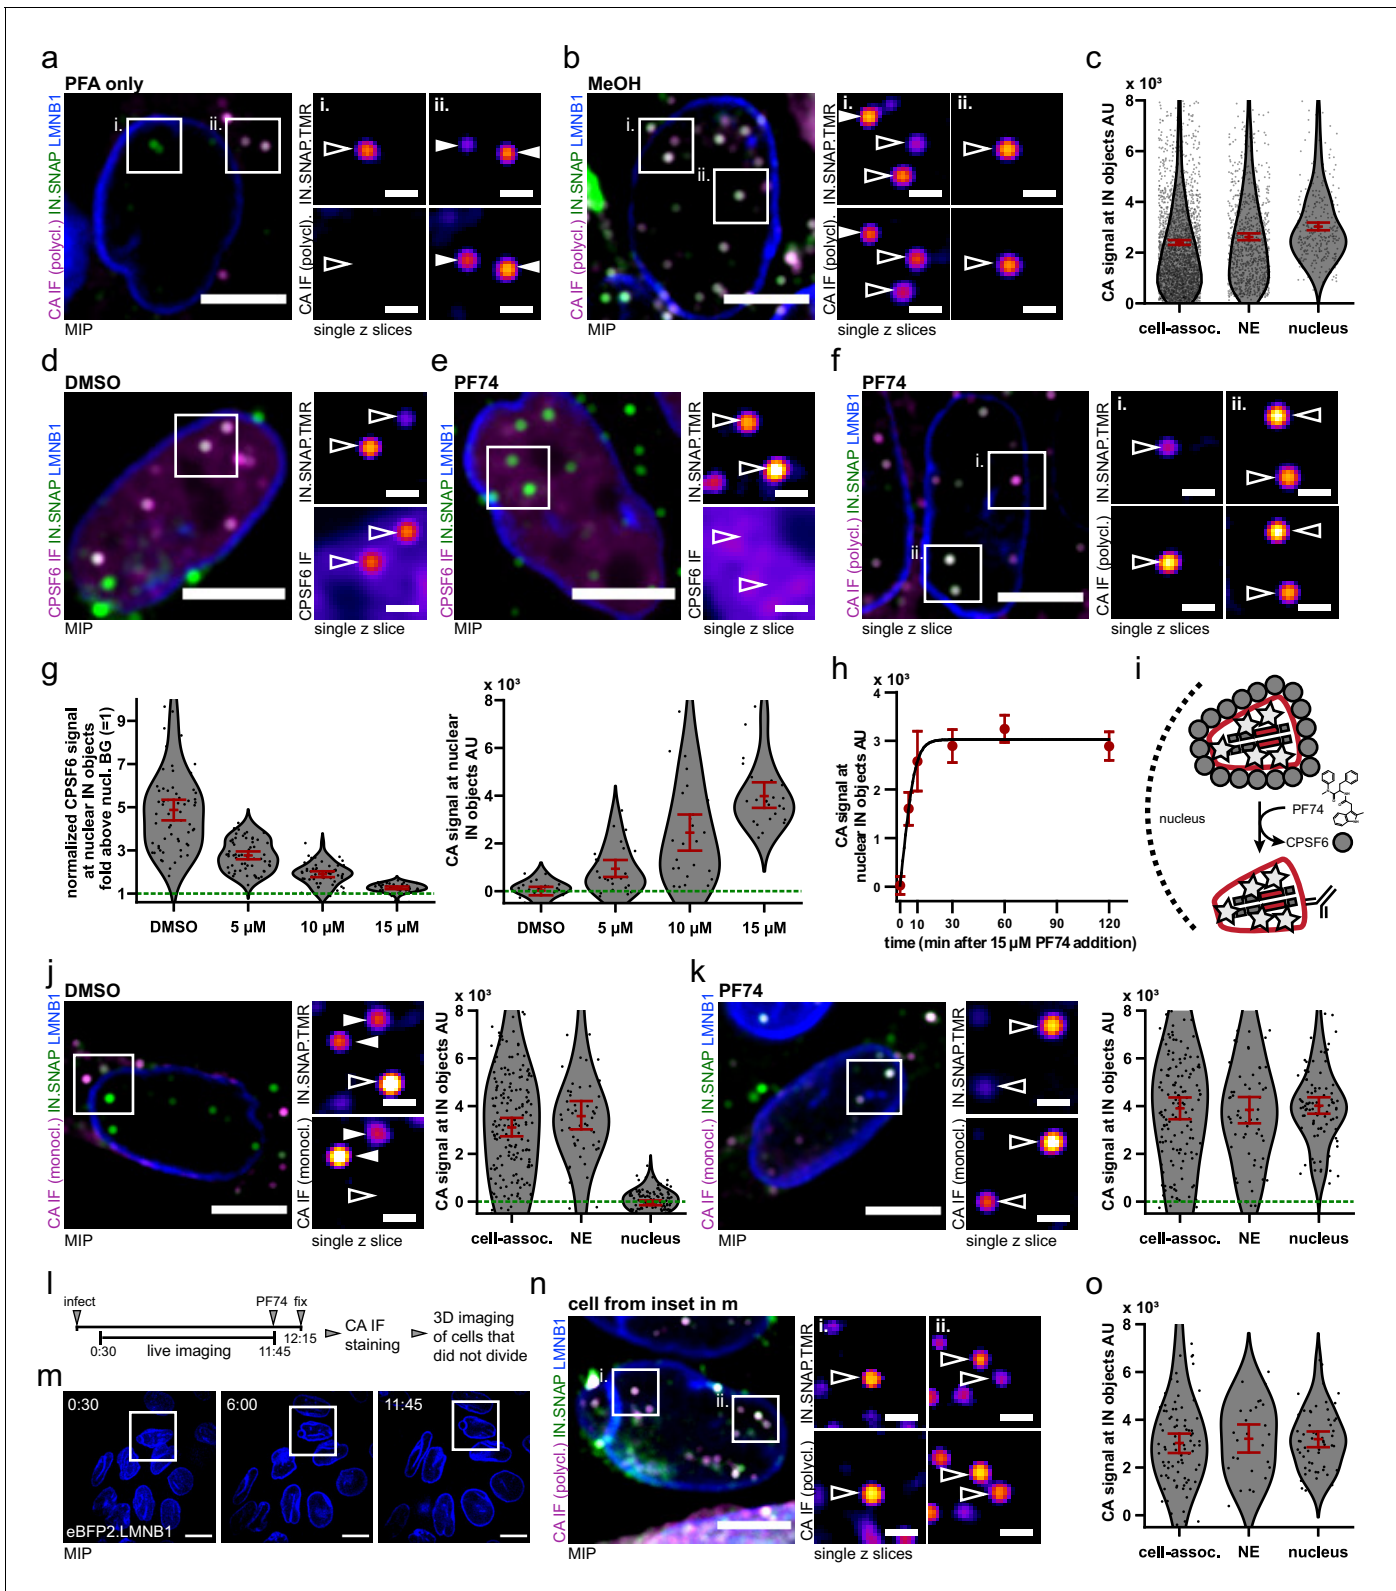 a
PFA only
CA IF (polycl.) IN.SNAP LMNB1
i.
ii.
MIP
i.
ii.
IN.SNAP.TMR
CA IF (polycl).
single z slices
b
MeOH
CA IF (polycl.) IN.SNAP LMNB1
i.
ii.
MIP
i.
ii.
IN.SNAP.TMR
CA IF (polycl.)
single z slices
c
x 10³
CA signal at IN objects AU
8
6
4
2
0
cell-assoc. NE nucleus
d
DMSO
CPSF6 IF IN.SNAP LMNB1
MIP
IN.SNAP.TMR
CPSF6 IF
single z slice
e
PF74
CPSF6 IF IN.SNAP LMNB1
MIP
IN.SNAP.TMR
CPSF6 IF
single z slice
f
PF74
CA IF (polycl.) IN.SNAP LMNB1
i.
ii.
single z slice
i.
ii.
IN.SNAP.TMR
CA IF (polycl.)
single z slices
g
normalized CPSF6 signal
at nuclear IN objects
fold above nucl. BG (=1)
9
7
5
3
1
DMSO 5 µM 10 µM 15 µM
x 10³
CA signal at nuclear
IN objects AU
8
6
4
2
0
DMSO 5 µM 10 µM 15 µM
h
x 10³
CA signal at
nuclear IN objects AU
4
3
2
1
0
0 10 30 60 90 120
time (min after 15 µM PF74 addition)
i
nucleus
PF74
CPSF6
j
DMSO
CA IF (monocl.) IN.SNAP LMNB1
MIP
IN.SNAP.TMR
CA IF (monocl.)
single z slice
x 10³
CA signal at IN objects AU
8
6
4
2
0
cell-assoc. NE nucleus
k
PF74
CA IF (monocl.) IN.SNAP LMNB1
MIP
IN.SNAP.TMR
CA IF (monocl.)
single z slice
x 10³
CA signal at IN objects AU
8
6
4
2
0
cell-assoc. NE nucleus
l
infect
PF74 fix
0:30
live imaging
11:45
12:15
CA IF
staining
3D imaging
of cells that
did not divide
m
0:30
6:00
11:45
eBFP2.LMNB1
MIP
n
cell from inset in m
CA IF (polycl.) IN.SNAP LMNB1
i.
ii.
MIP
i.
ii.
IN.SNAP.TMR
CA IF (polycl.)
single z slices
o
x 10³
CA signal at IN objects AU
8
6
4
2
0
cell-assoc. NE nucleus